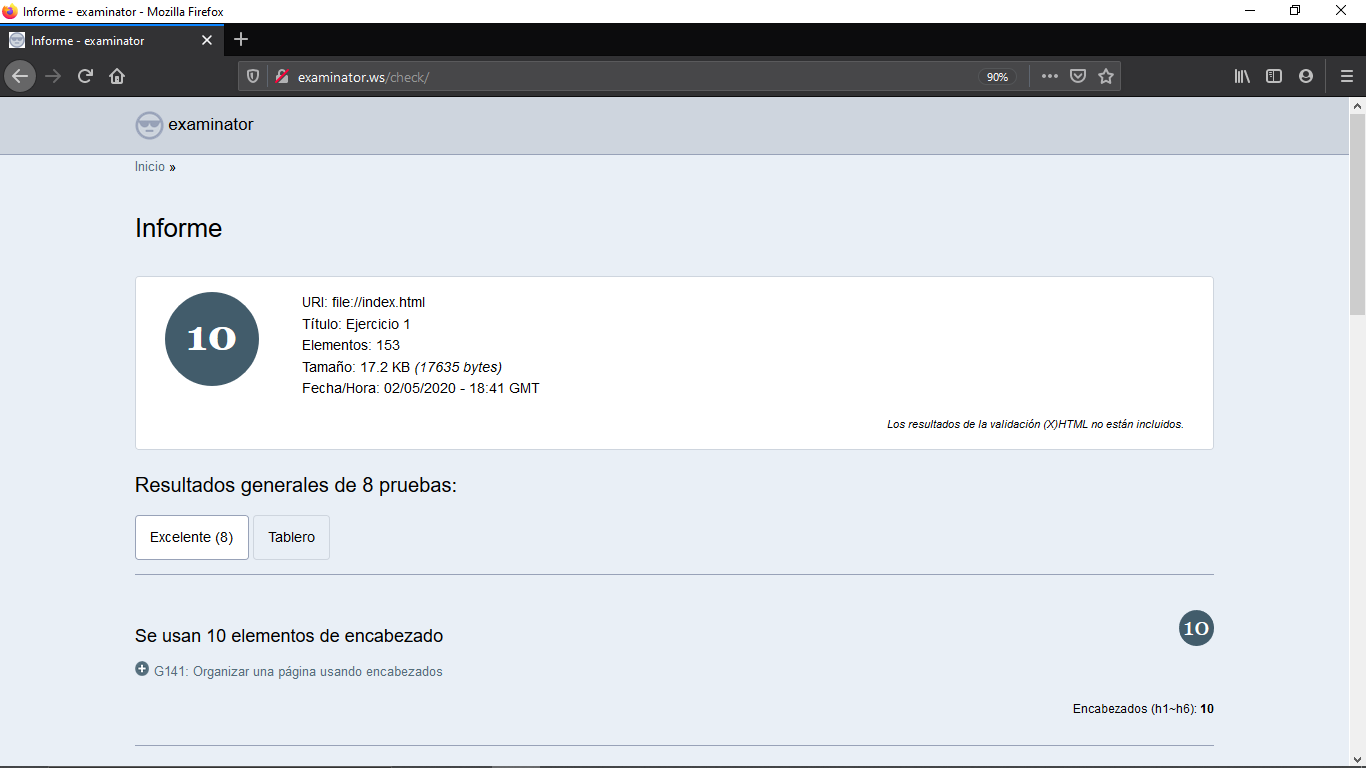 Informe - examinator - Mozilla Firefox
Informe - examinator
examinator.ws/check/
90%
examinator
Inicio »
Informe
10
URI: file://index.html
Título: Ejercicio 1
Elementos: 153
Tamaño: 17.2 KB (17635 bytes)
Fecha/Hora: 02/05/2020 - 18:41 GMT
Los resultados de la validación (X)HTML no están incluidos.
Resultados generales de 8 pruebas:
Excelente (8)
Tablero
Se usan 10 elementos de encabezado
10
G141: Organizar una página usando encabezados
Encabezados (h1~h6): 10